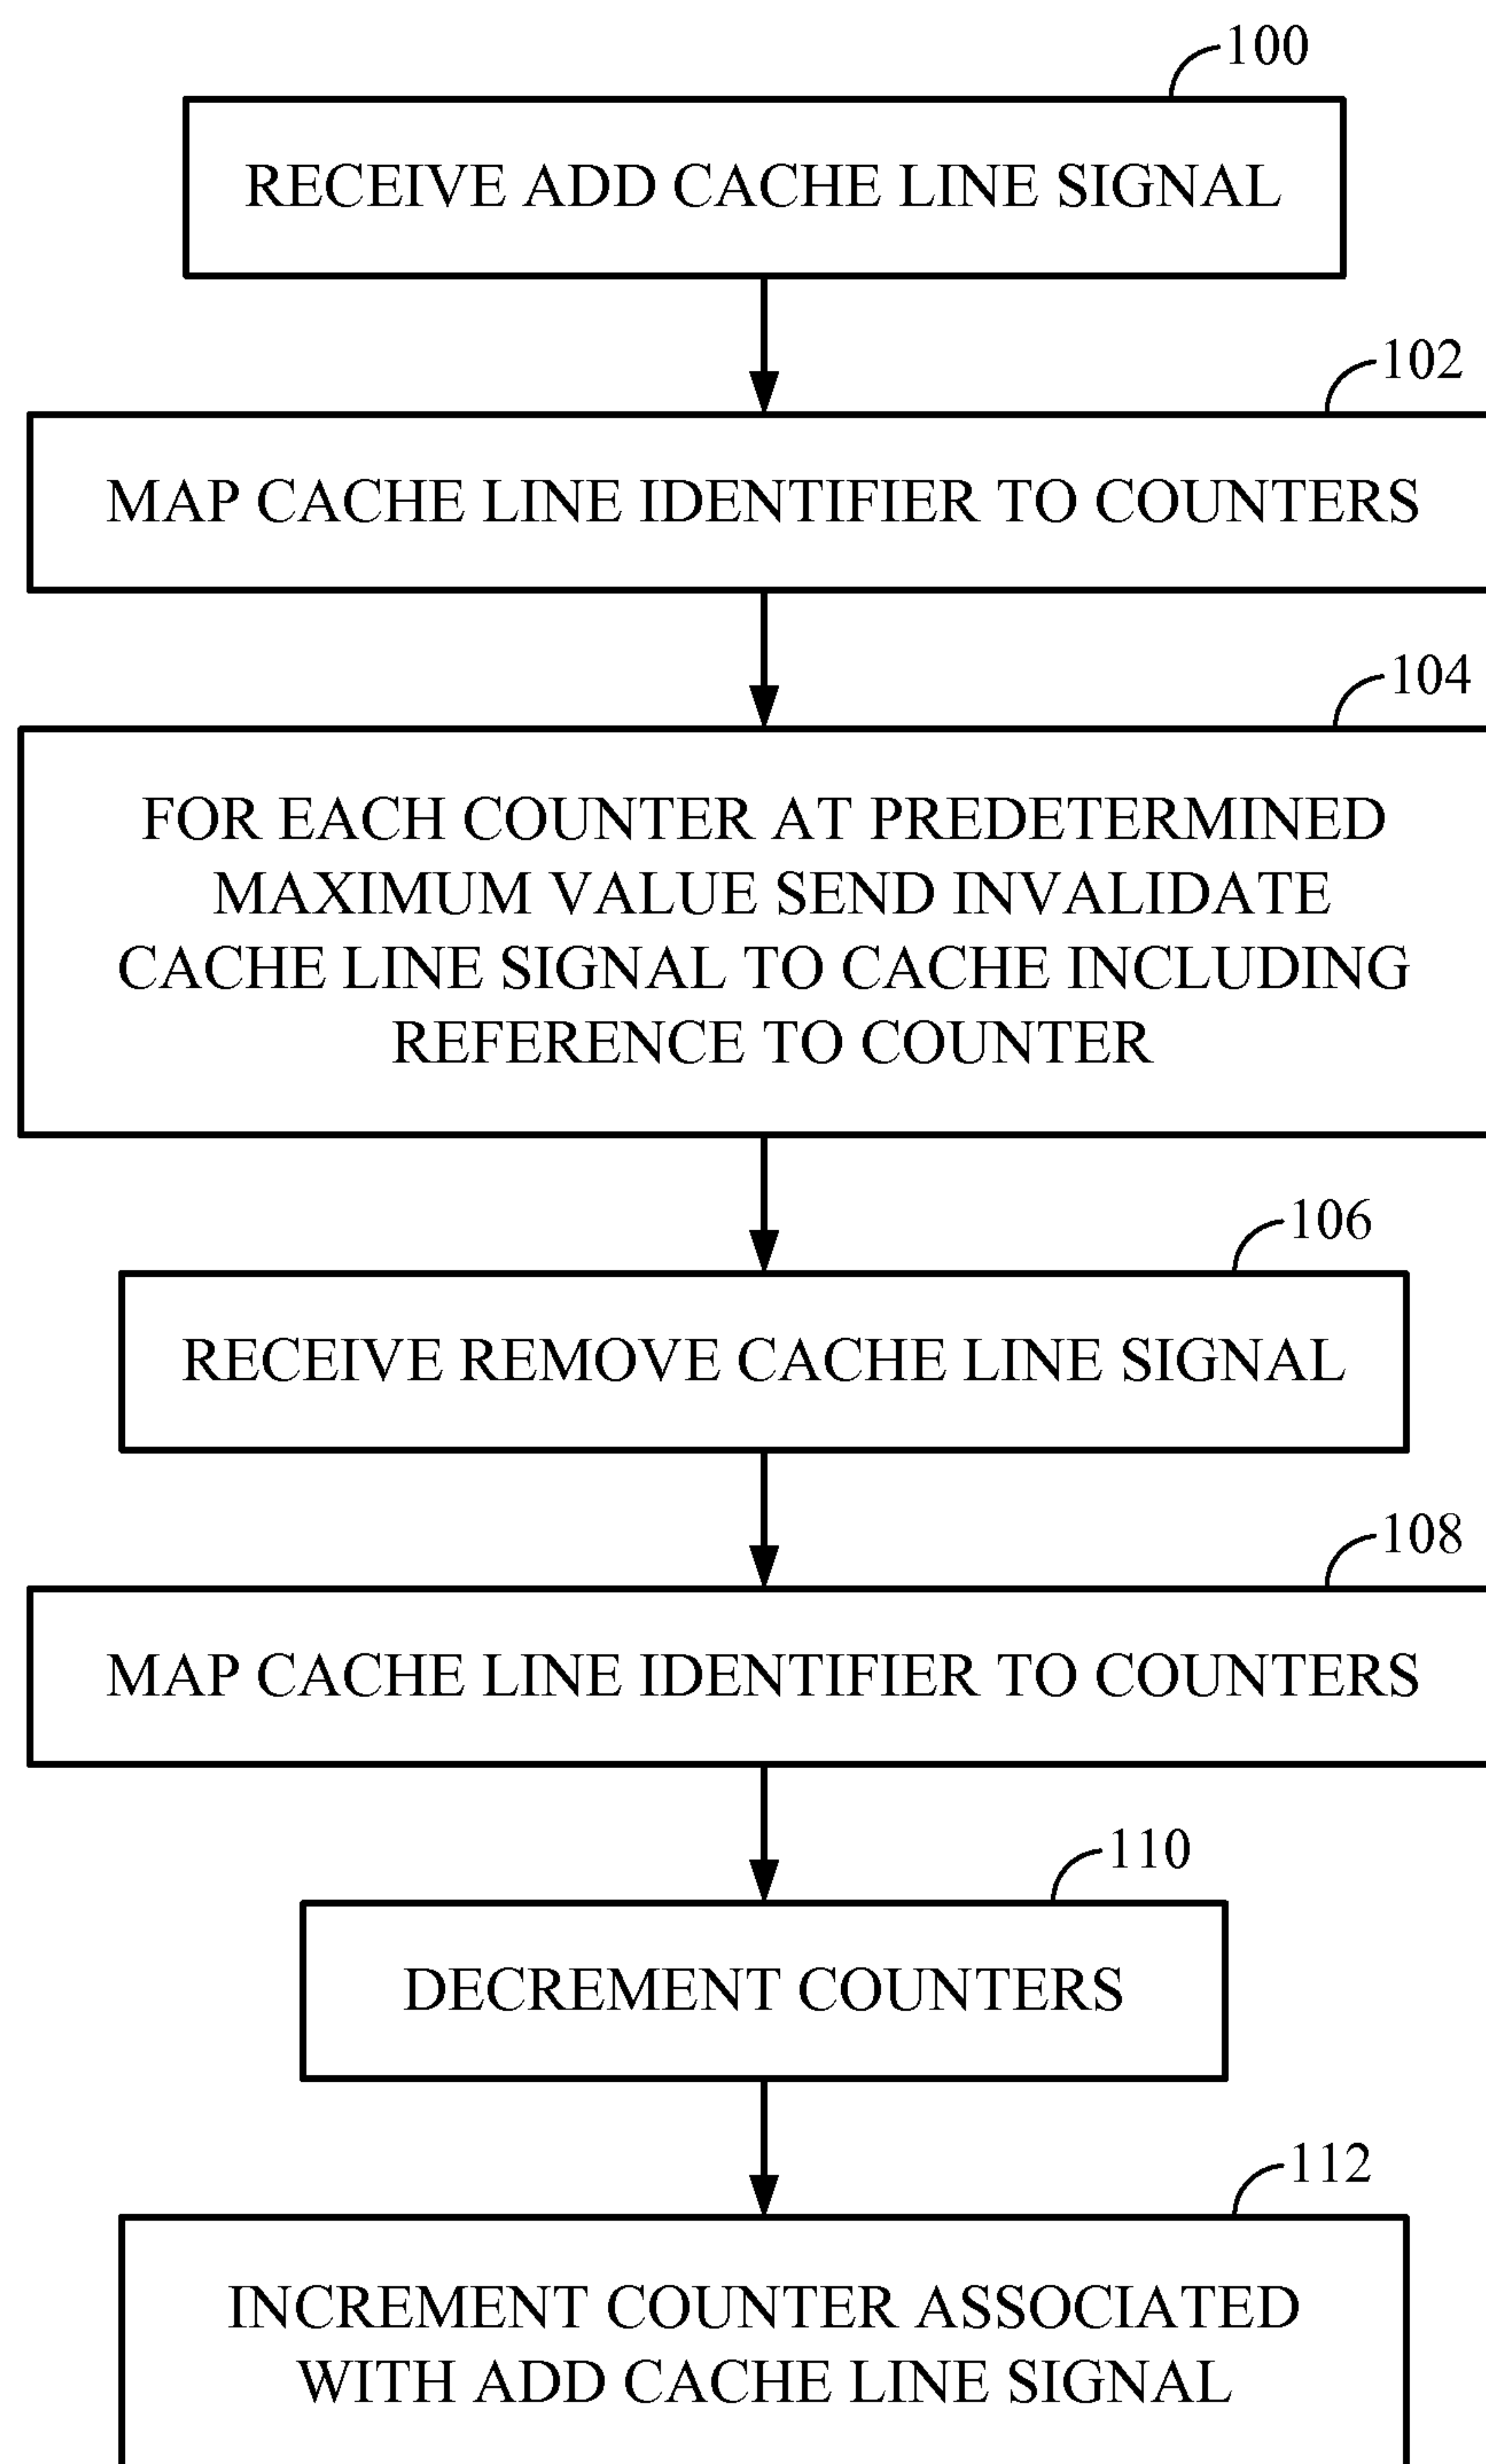 100
RECEIVE ADD CACHE LINE SIGNAL
102
MAP CACHE LINE IDENTIFIER TO COUNTERS
104
FOR EACH COUNTER AT PREDETERMINED
MAXIMUM VALUE SEND INVALIDATE
CACHE LINE SIGNAL TO CACHE INCLUDING
REFERENCE TO COUNTER
106
RECEIVE REMOVE CACHE LINE SIGNAL
108
MAP CACHE LINE IDENTIFIER TO COUNTERS
110
DECREMENT COUNTERS
112
INCREMENT COUNTER ASSOCIATED
WITH ADD CACHE LINE SIGNAL